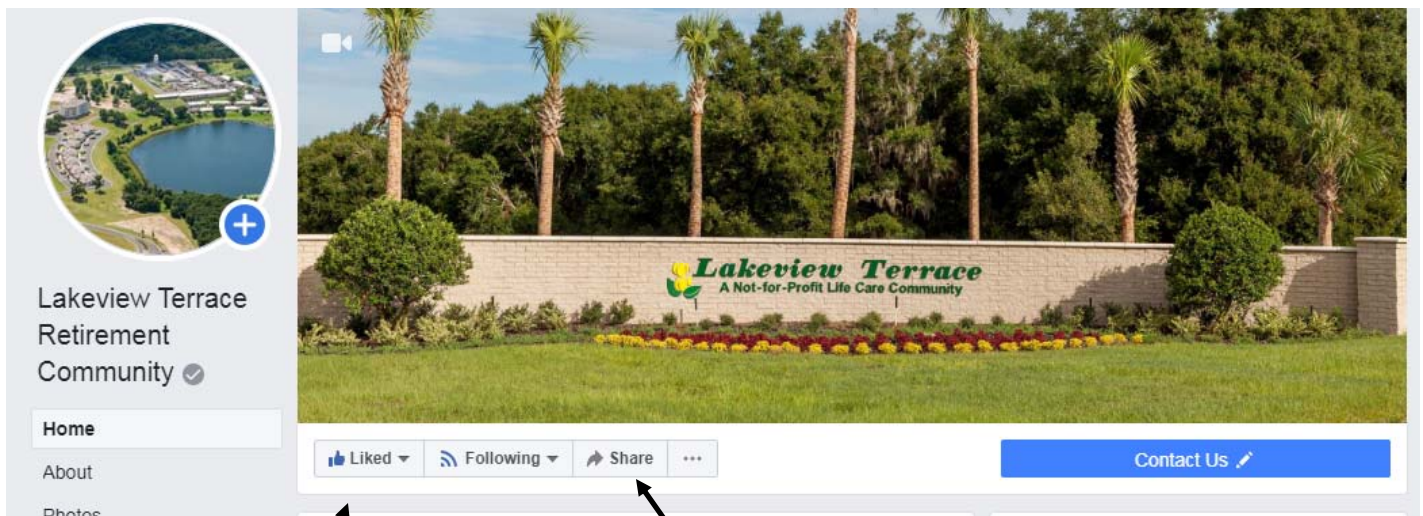 Lakeview Terrace
A Not-for-Profit Life Care Community
Lakeview Terrace
Retirement
Community
Home
About
Photos
Liked
Following
Share
Contact Us